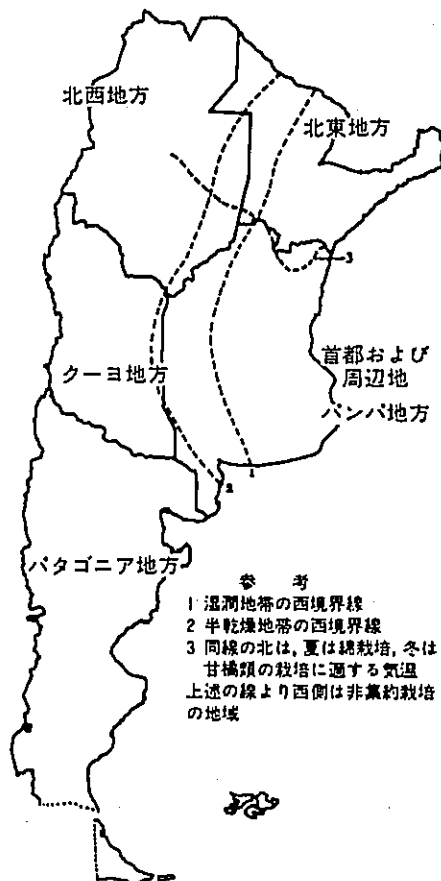 北西地方
北東地方
3
クーヨ地方
首都および
周辺地
パンパ地方
1
2
パタゴニア地方
参 考
1 湿潤地帯の西境界線
2 半乾燥地帯の西境界線
3 同線の北は、夏は綿栽培、冬は
甘橘類の栽培に適する気温
上述の線より西側は非集約栽培
の地域